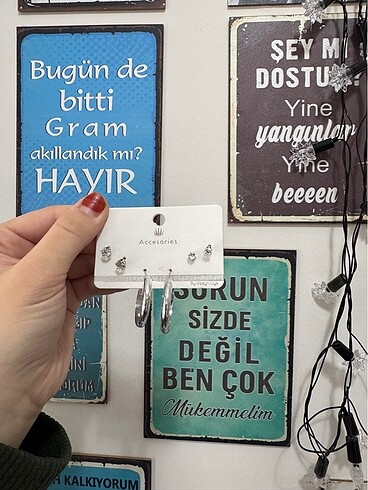 Bugün de
bitti
Gram
akıllandık mı?
HAYIR
ŞEY Mİ
DOSTUM?
Yine
yangınlar
Yine
beeeen
Accesories
SORUN
SİZDE
DEĞİL
BEN ÇOK
Mükemmelim
KALKIYORUM